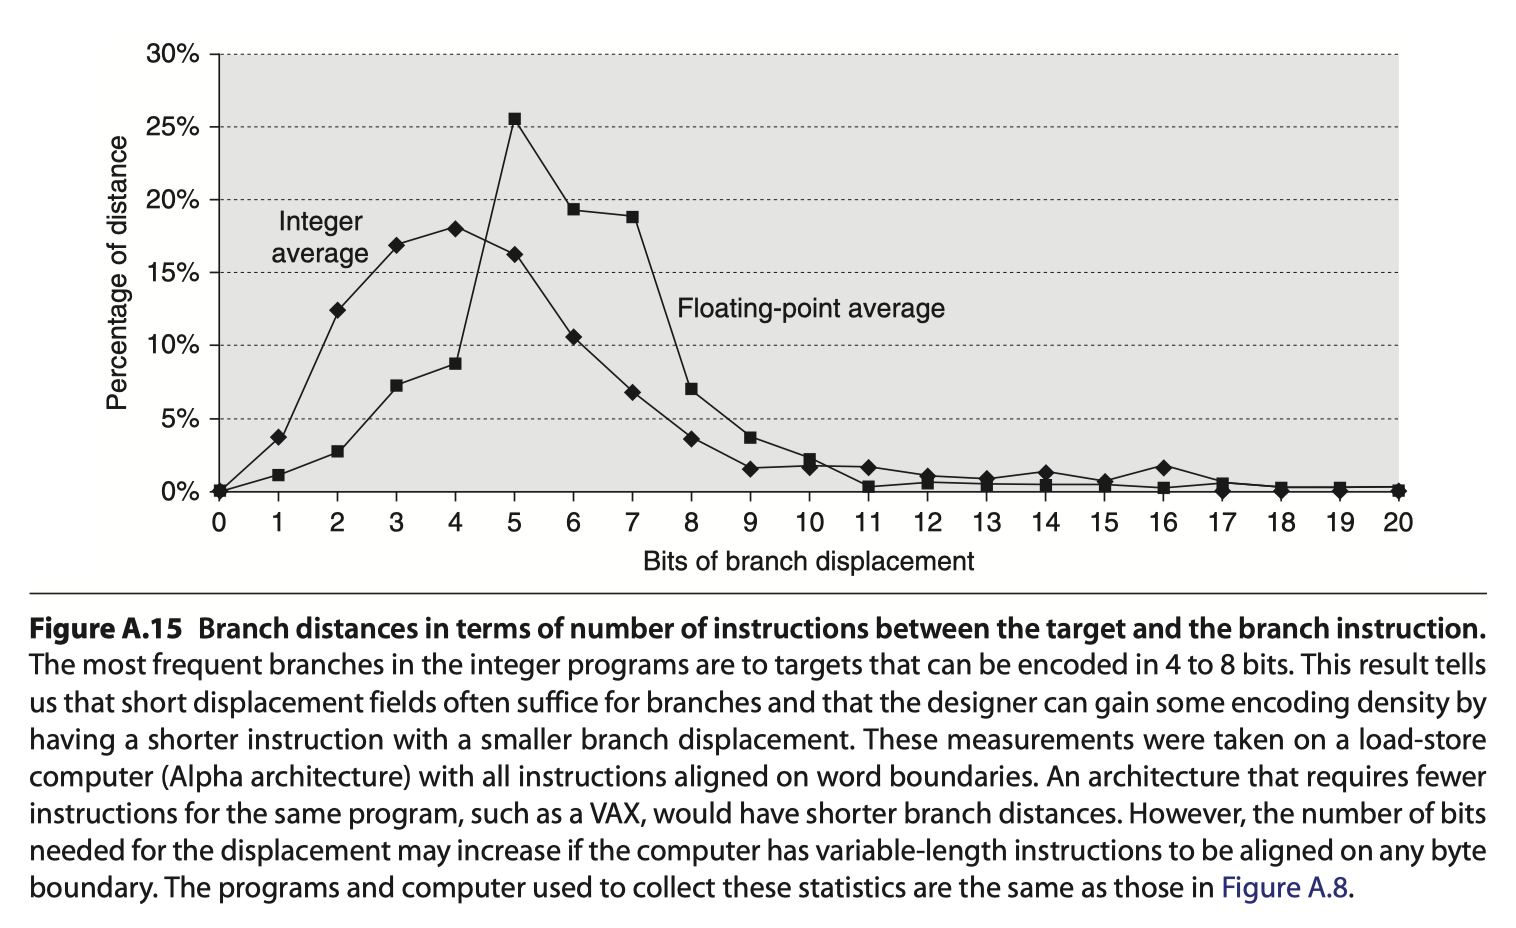 30%
25%
20%
15%
10%
5%
0%
Percentage of distance
Integer
average
Floating-point average
0 1 2 3 4 5 6 7 8 9 10 11 12 13 14 15 16 17 18 19 20
Bits of branch displacement
Figure A.15 Branch distances in terms of number of instructions between the target and the branch instruction.
The most frequent branches in the integer programs are to targets that can be encoded in 4 to 8 bits. This result tells
us that short displacement fields often suffice for branches and that the designer can gain some encoding density by
having a shorter instruction with a smaller branch displacement. These measurements were taken on a load-store
computer (Alpha architecture) with all instructions aligned on word boundaries. An architecture that requires fewer
instructions for the same program, such as a VAX, would have shorter branch distances. However, the number of bits
needed for the displacement may increase if the computer has variable-length instructions to be aligned on any byte
boundary. The programs and computer used to collect these statistics are the same as those in Figure A.8.